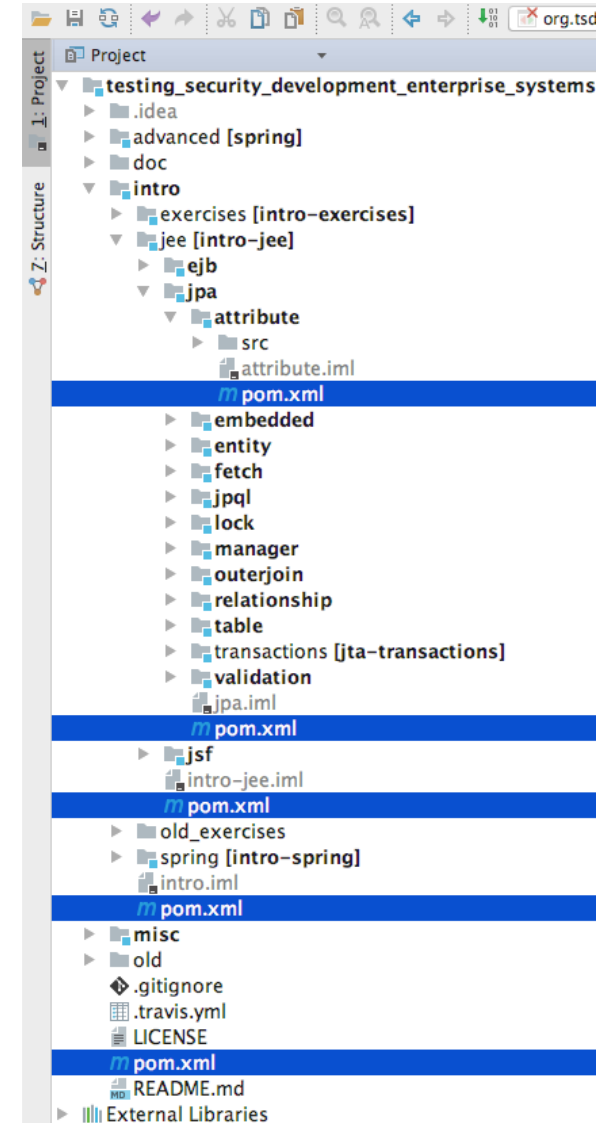 org.tsd
Project
1: Project
Z: Structure
testing_security_development_enterprise_systems
.idea
advanced [spring]
doc
intro
exercises [intro-exercises]
jee [intro-jee]
ejb
jpa
attribute
src
attribute.iml
m pom.xml
embedded
entity
fetch
jpql
lock
manager
outerjoin
relationship
table
transactions [jta-transactions]
validation
jpa.iml
m pom.xml
jsf
intro-jee.iml
m pom.xml
old_exercises
spring [intro-spring]
intro.iml
m pom.xml
misc
old
.gitignore
.travis.yml
LICENSE
m pom.xml
MD README.md
External Libraries